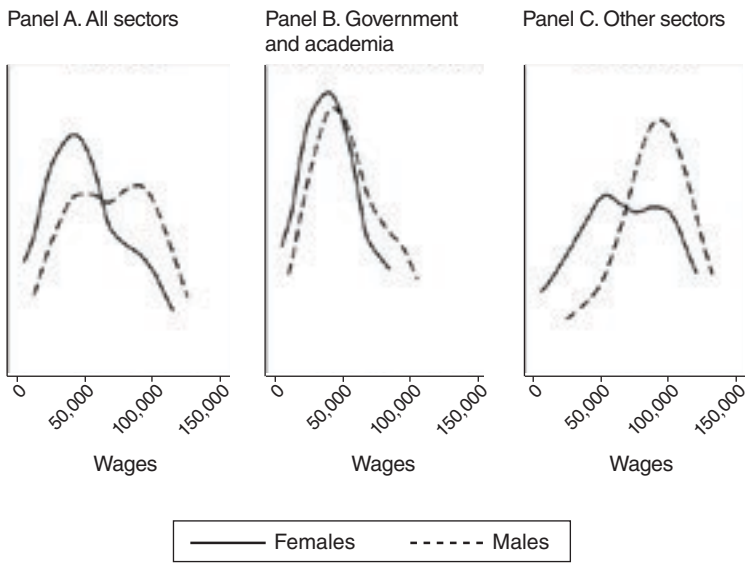 Panel A. All sectors
Panel B. Government
and academia
Panel C. Other sectors
0
50,000
100,000
150,000
0
50,000
100,000
150,000
0
50,000
100,000
150,000
Wages
Wages
Wages
Females
Males